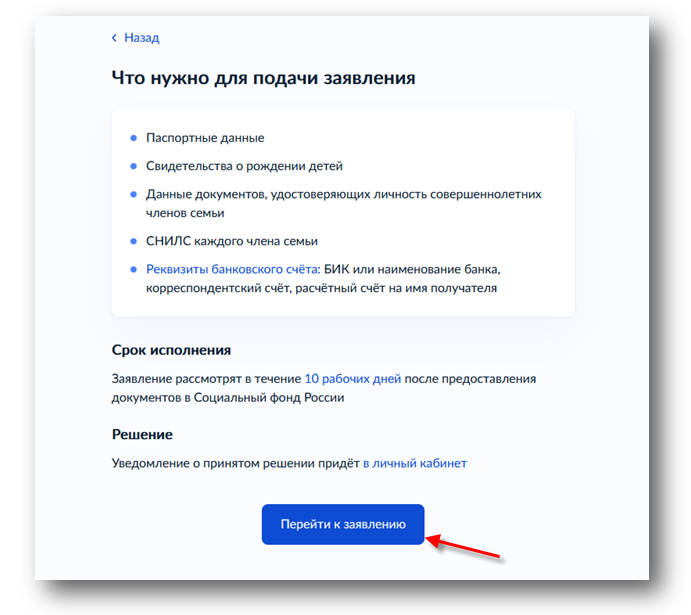 Назад
Что нужно для подачи заявления
Паспортные данные
Свидетельства о рождении детей
Данные документов, удостоверяющих личность совершеннолетних
членов семьи
СНИЛС каждого члена семьи
Реквизиты банковского счёта: БИК или наименование банка,
корреспондентский счёт, расчётный счёт на имя получателя
Срок исполнения
Заявление рассмотрят в течение 10 рабочих дней после предоставления
документов в Социальный фонд России
Решение
Уведомление о принятом решении придёт в личный кабинет
Перейти к заявлению